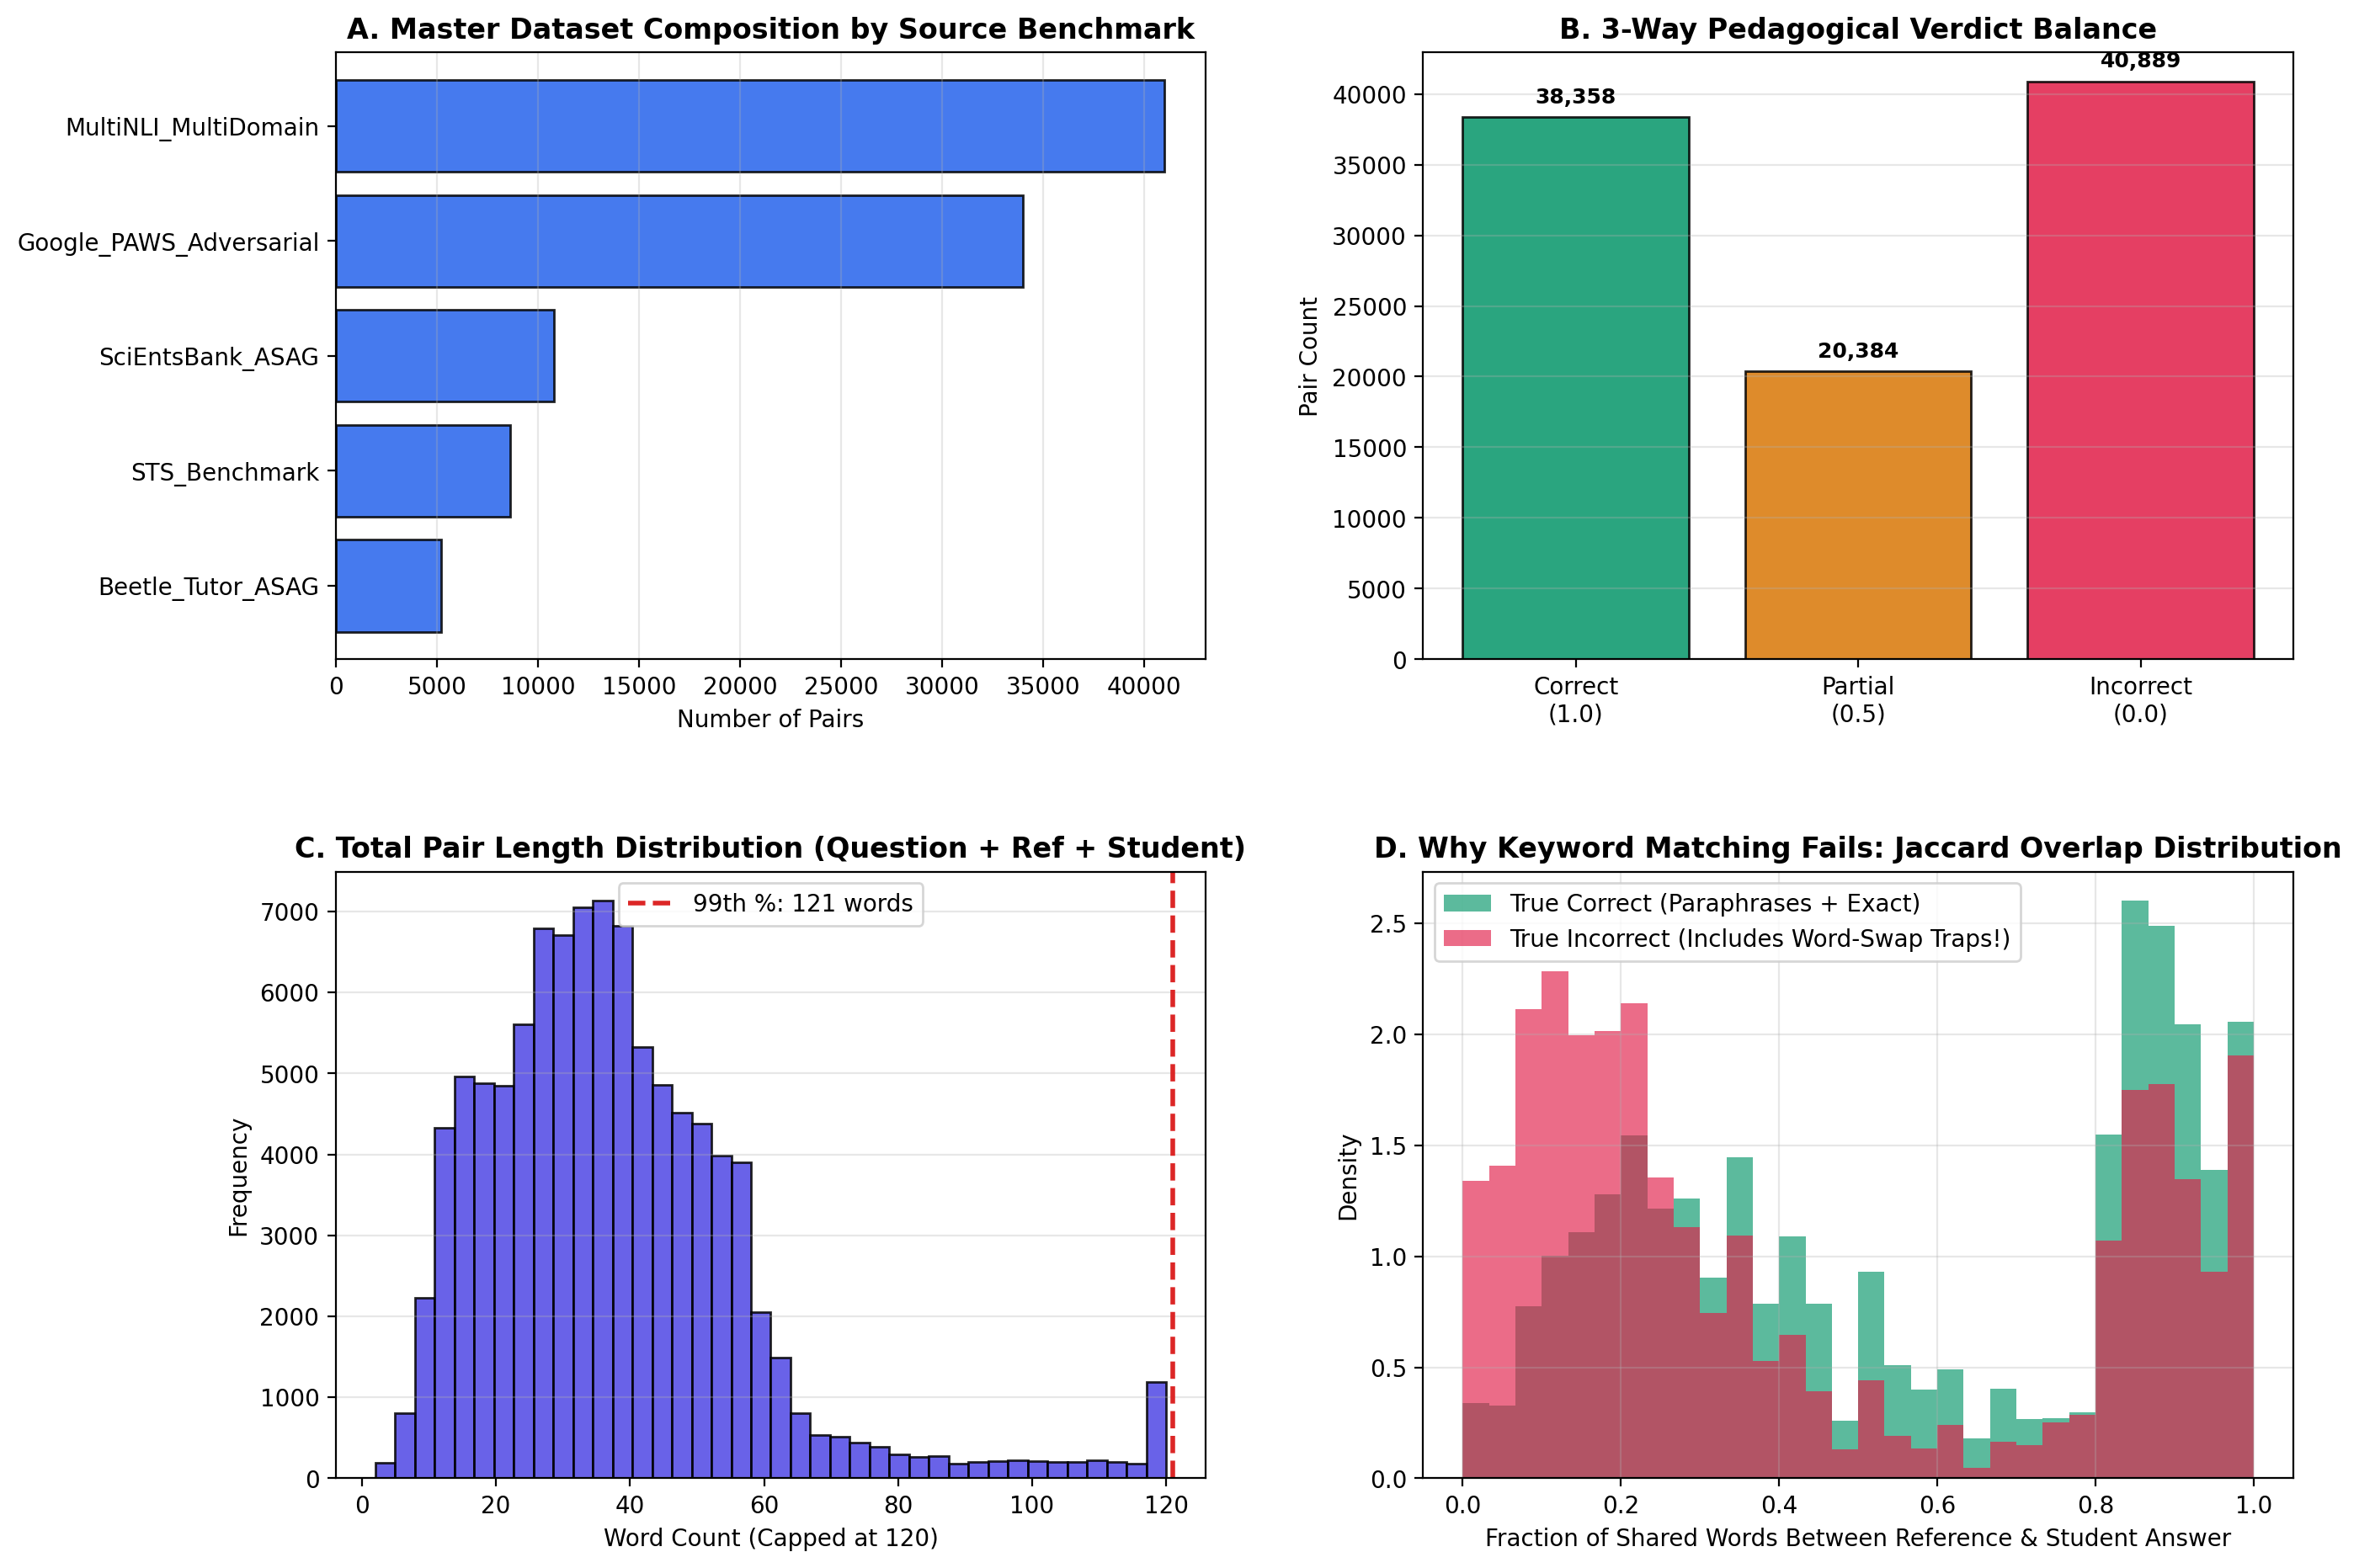 A. Master Dataset Composition by Source Benchmark
MultiNLI_MultiDomain
Google_PAWS_Adversarial
SciEntsBank_ASAG
STS_Benchmark
Beetle_Tutor_ASAG
0 5000 10000 15000 20000 25000 30000 35000 40000
Number of Pairs
B. 3-Way Pedagogical Verdict Balance
40000
35000
30000
25000
20000
15000
10000
5000
0
Pair Count
38,358
20,384
40,889
Correct
(1.0)
Partial
(0.5)
Incorrect
(0.0)
C. Total Pair Length Distribution (Question + Ref + Student)
99th %: 121 words
7000
6000
5000
4000
3000
2000
1000
0
Frequency
0 20 40 60 80 100 120
Word Count (Capped at 120)
D. Why Keyword Matching Fails: Jaccard Overlap Distribution
True Correct (Paraphrases + Exact)
True Incorrect (Includes Word-Swap Traps!)
2.5
2.0
1.5
1.0
0.5
0.0
Density
0.0 0.2 0.4 0.6 0.8 1.0
Fraction of Shared Words Between Reference & Student Answer